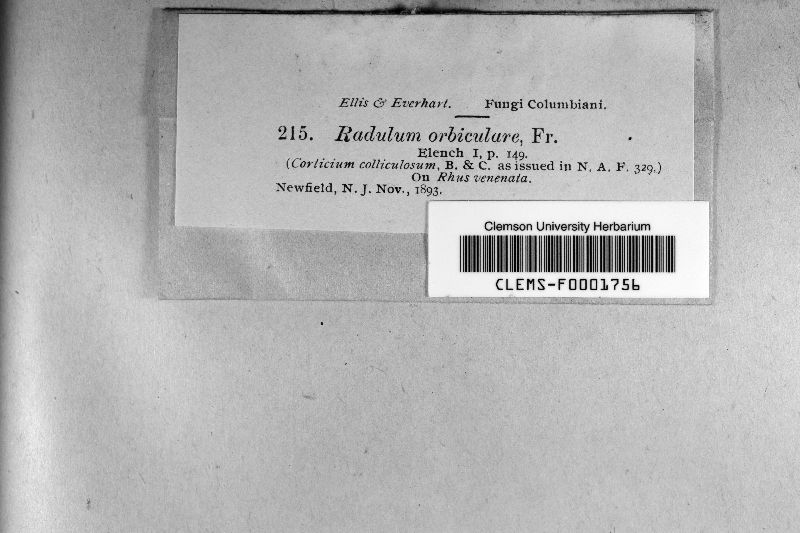 Ellis & Everhart. Fungi Columbiani.
215. Radulum orbiculare, Fr.
Elench I, p. 149.
(Corticium colliculosum, B. & C. as issued in N. A. F. 329.)
On Rhus venenata.
Newfield, N. J. Nov., 1893.
Clemson University Herbarium
CLEMS-F0001756